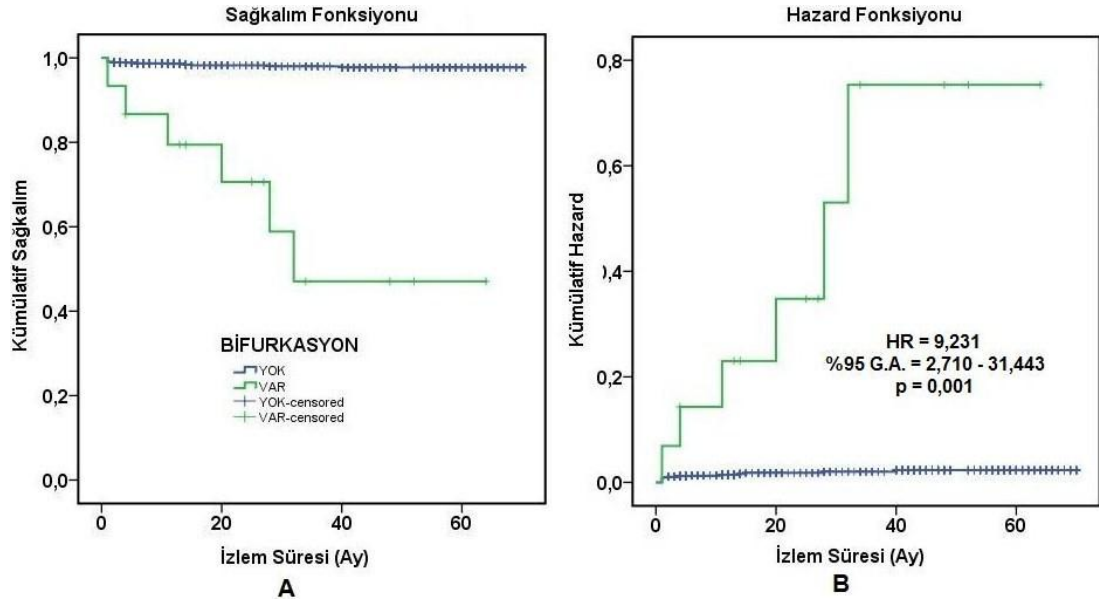 Sağkalım Fonksiyonu
Kümülatif Sağkalım
1,0
0,8
0,6
0,4
0,2
0,0
BİFURKASYON
YOK
VAR
YOK-censored
VAR-censored
0 20 40 60
İzlem Süresi (Ay)
A
Hazard Fonksiyonu
Kümülatif Hazard
0,8
0,6
),4
0,2
0,0
HR = 9,231
%95 G.A. = 2,710 - 31,443
p = 0,001
0 20 40 60
İzlem Süresi (Ay)
B